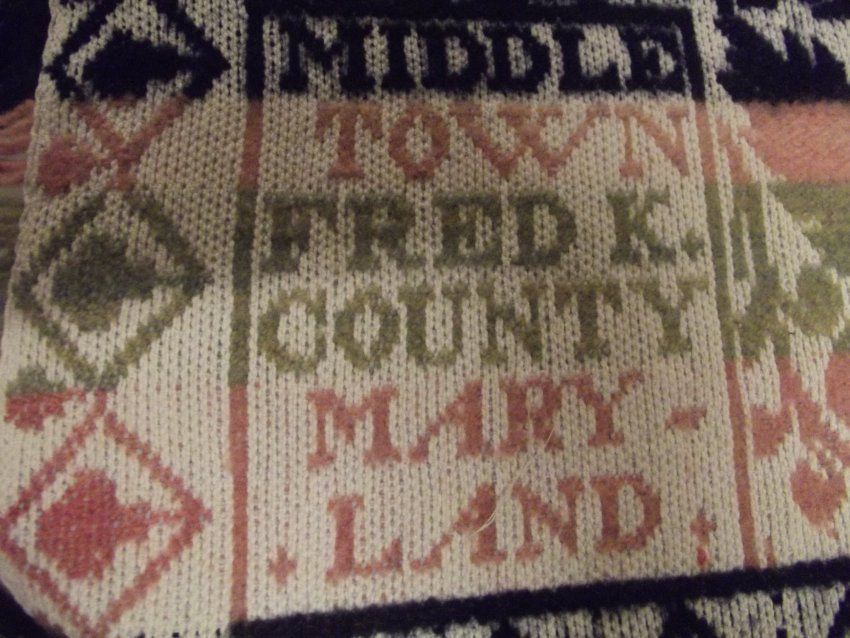 MIDDLE
TOWN
FRED K.
COUNTY
MARY-
LAND